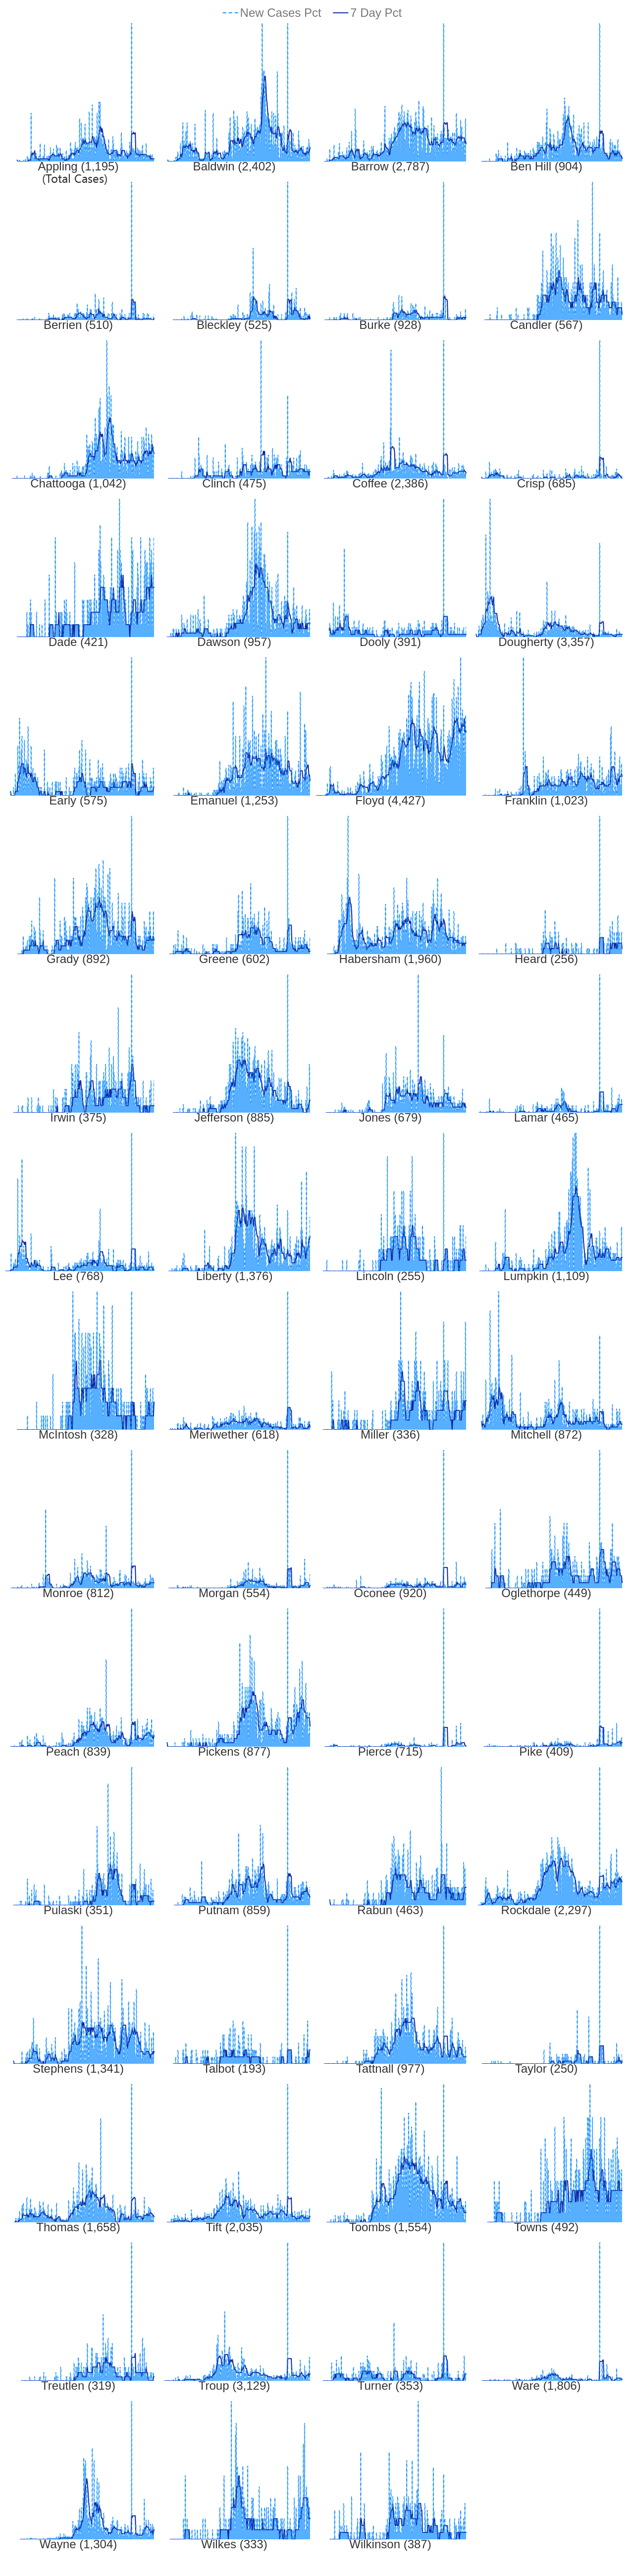 New Cases Pct 7 Day Pct
Appling (1,195) Baldwin (2,402) Barrow (2,787) Ben Hill (904)
(Total Cases)
Berrien (510) Bleckley (525) Burke (928) Candler (567)
Chattooga (1,042) Clinch (475) Coffee (2,386) Crisp (685)
Dade (421) Dawson (957) Dooly (391) Dougherty (3,357)
Early (575) Emanuel (1,253) Floyd (4,427) Franklin (1,023)
Grady (892) Greene (602) Habersham (1,960) Heard (256)
Irwin (375) Jefferson (885) Jones (679) Lamar (465)
Lee (768) Liberty (1,376) Lincoln (255) Lumpkin (1,109)
McIntosh (328) Meriwether (618) Miller (336) Mitchell (872)
Monroe (812) Morgan (554) Oconee (920) Oglethorpe (449)
Peach (839) Pickens (877) Pierce (715) Pike (409)
Pulaski (351) Putnam (859) Rabun (463) Rockdale (2,297)
Stephens (1,341) Talbot (193) Tattnall (977) Taylor (250)
Thomas (1,658) Tift (2,035) Toombs (1,554) Towns (492)
Treutlen (319) Troup (3,129) Turner (353) Ware (1,806)
Wayne (1,304) Wilkes (333) Wilkinson (387)